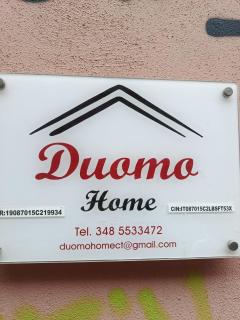 Duomo
Home
R:19087015C219934
CIN:IT087015C2LBSFT53X
Tel. 348 5533472
duomohomect@gmail.com